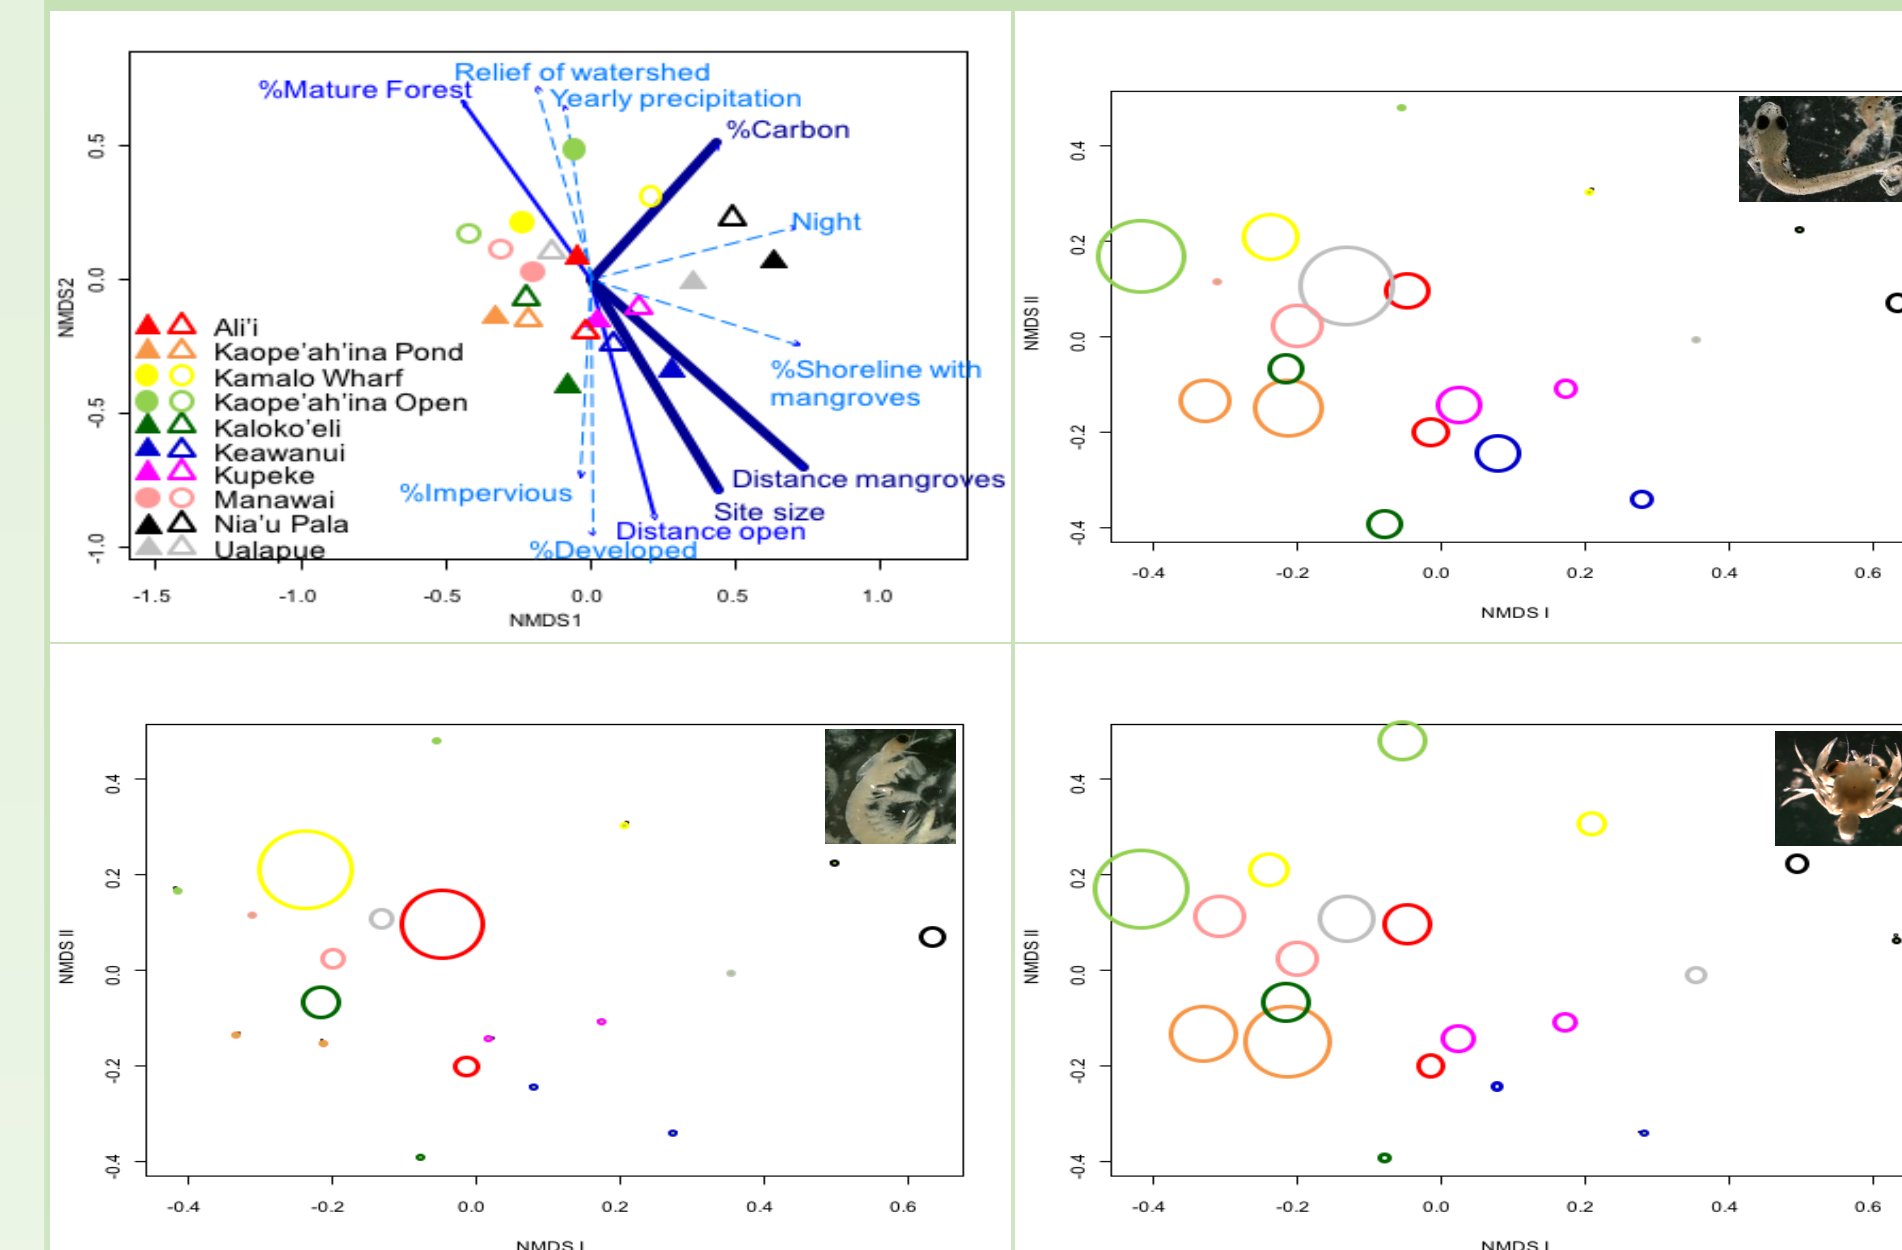 Relief of watershed
%Mature Forest
Yearly precipitation
%Carbon
Night
%Shoreline with
mangroves
Distance mangroves
Site size
Distance open
%Impervious
%Developed
Ali'i
Kaope'ah'ina Pond
Kamalo Wharf
Kaope'ah'ina Open
Kaloko'eli
Keawanui
Kupeke
Manawai
Nia'u Pala
Ualapue
0.5
0.0
-0.5
-1.0
NMDS2
-1.5 -1.0 -0.5 0.0 0.5 1.0
NMDS1
0.4
0.2
0.0
-0.2
-0.4
NMDS II
-0.4 -0.2 0.0 0.2 0.4 0.6
NMDS I
0.4
0.2
0.0
-0.2
-0.4
NMDS II
-0.4 -0.2 0.0 0.2 0.4 0.6
NMDS I
0.4
0.2
0.0
-0.2
-0.4
NMDS II
-0.4 -0.2 0.0 0.2 0.4 0.6
NMDS I